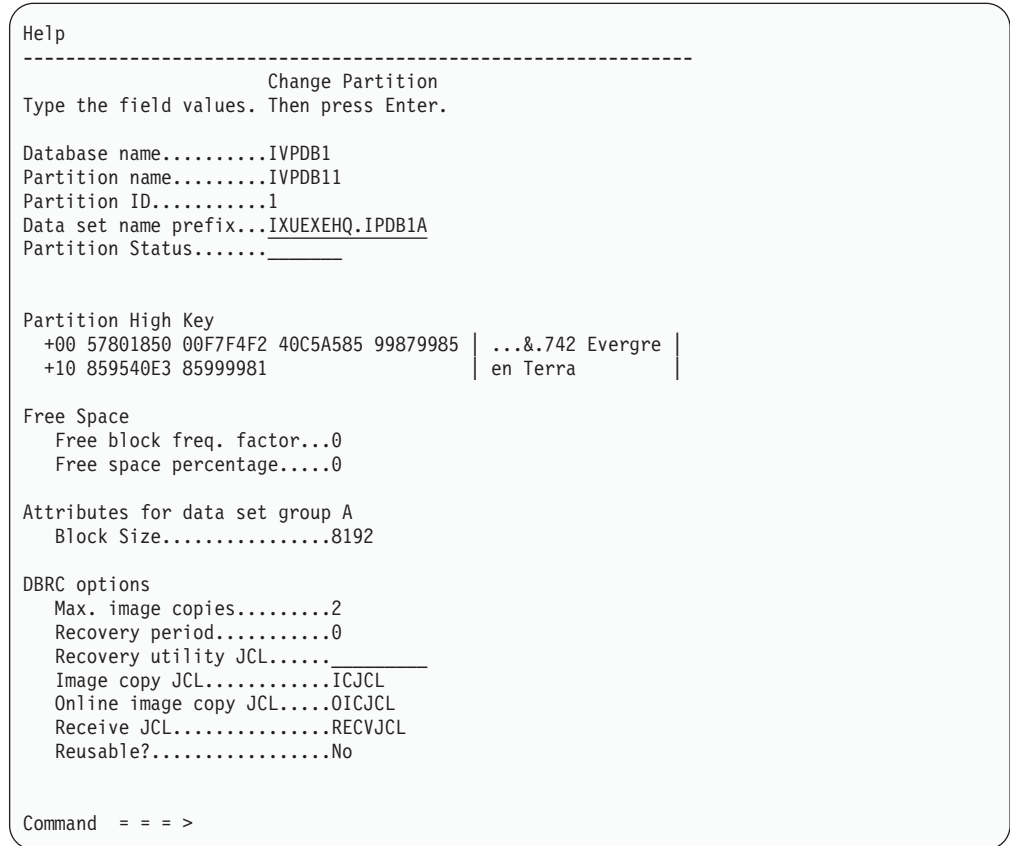 Help
----------------------------------------------------------------
Change Partition
Type the field values. Then press Enter.
Database name..........IVPDB1
Partition name.........IVPDB11
Partition ID...........1
Data set name prefix...IXUEXEHQ.IPDB1A
Partition Status......._______
Partition High Key
+00 57801850 00F7F4F2 40C5A585 99879985 | ...&.742 Evergre |
+10 859540E3 85999981 | en Terra |
Free Space
Free block freq. factor...0
Free space percentage.....0
Attributes for data set group A
Block Size................8192
DBRC options
Max. image copies.........2
Recovery period...........0
Recovery utility JCL......_________
Image copy JCL............ICJCL
Online image copy JCL.....OICJCL
Receive JCL...............RECVJCL
Reusable?.................No
Command = = = >